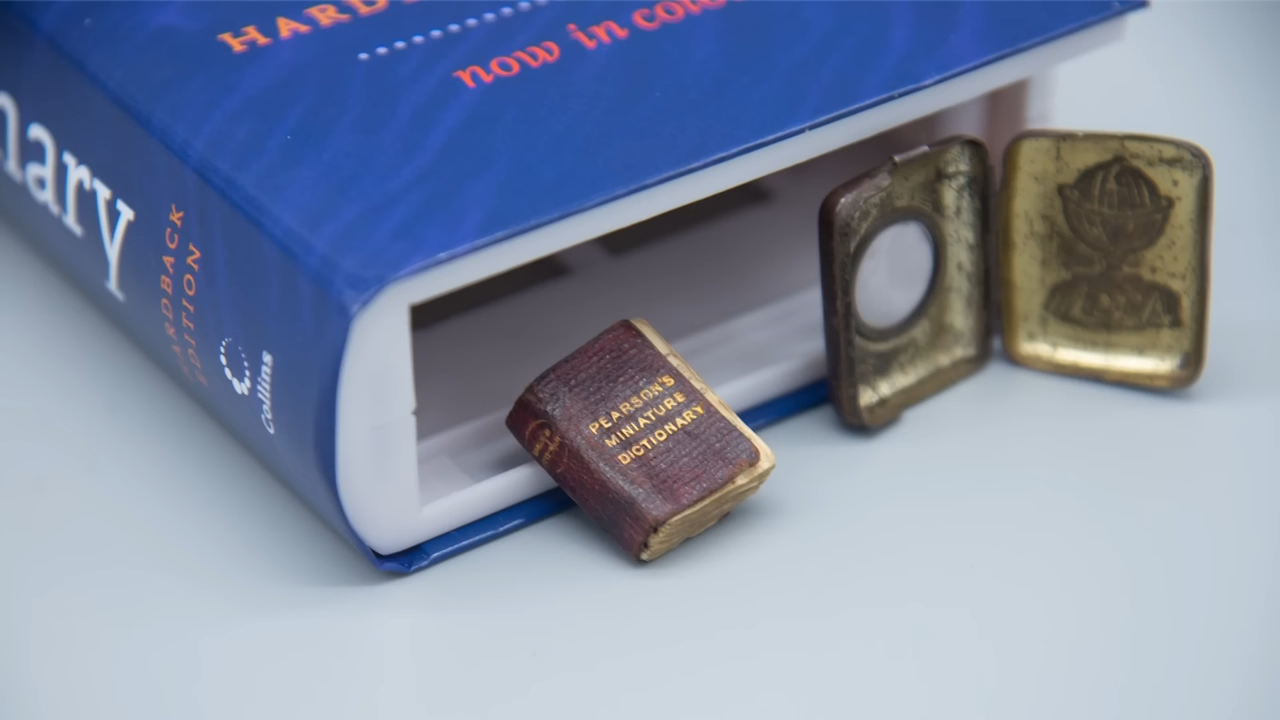 HARD
now in colo
nary
HARDBACK
EDITION
Collins
PEARSON'S
MINIATURE
DICTIONARY